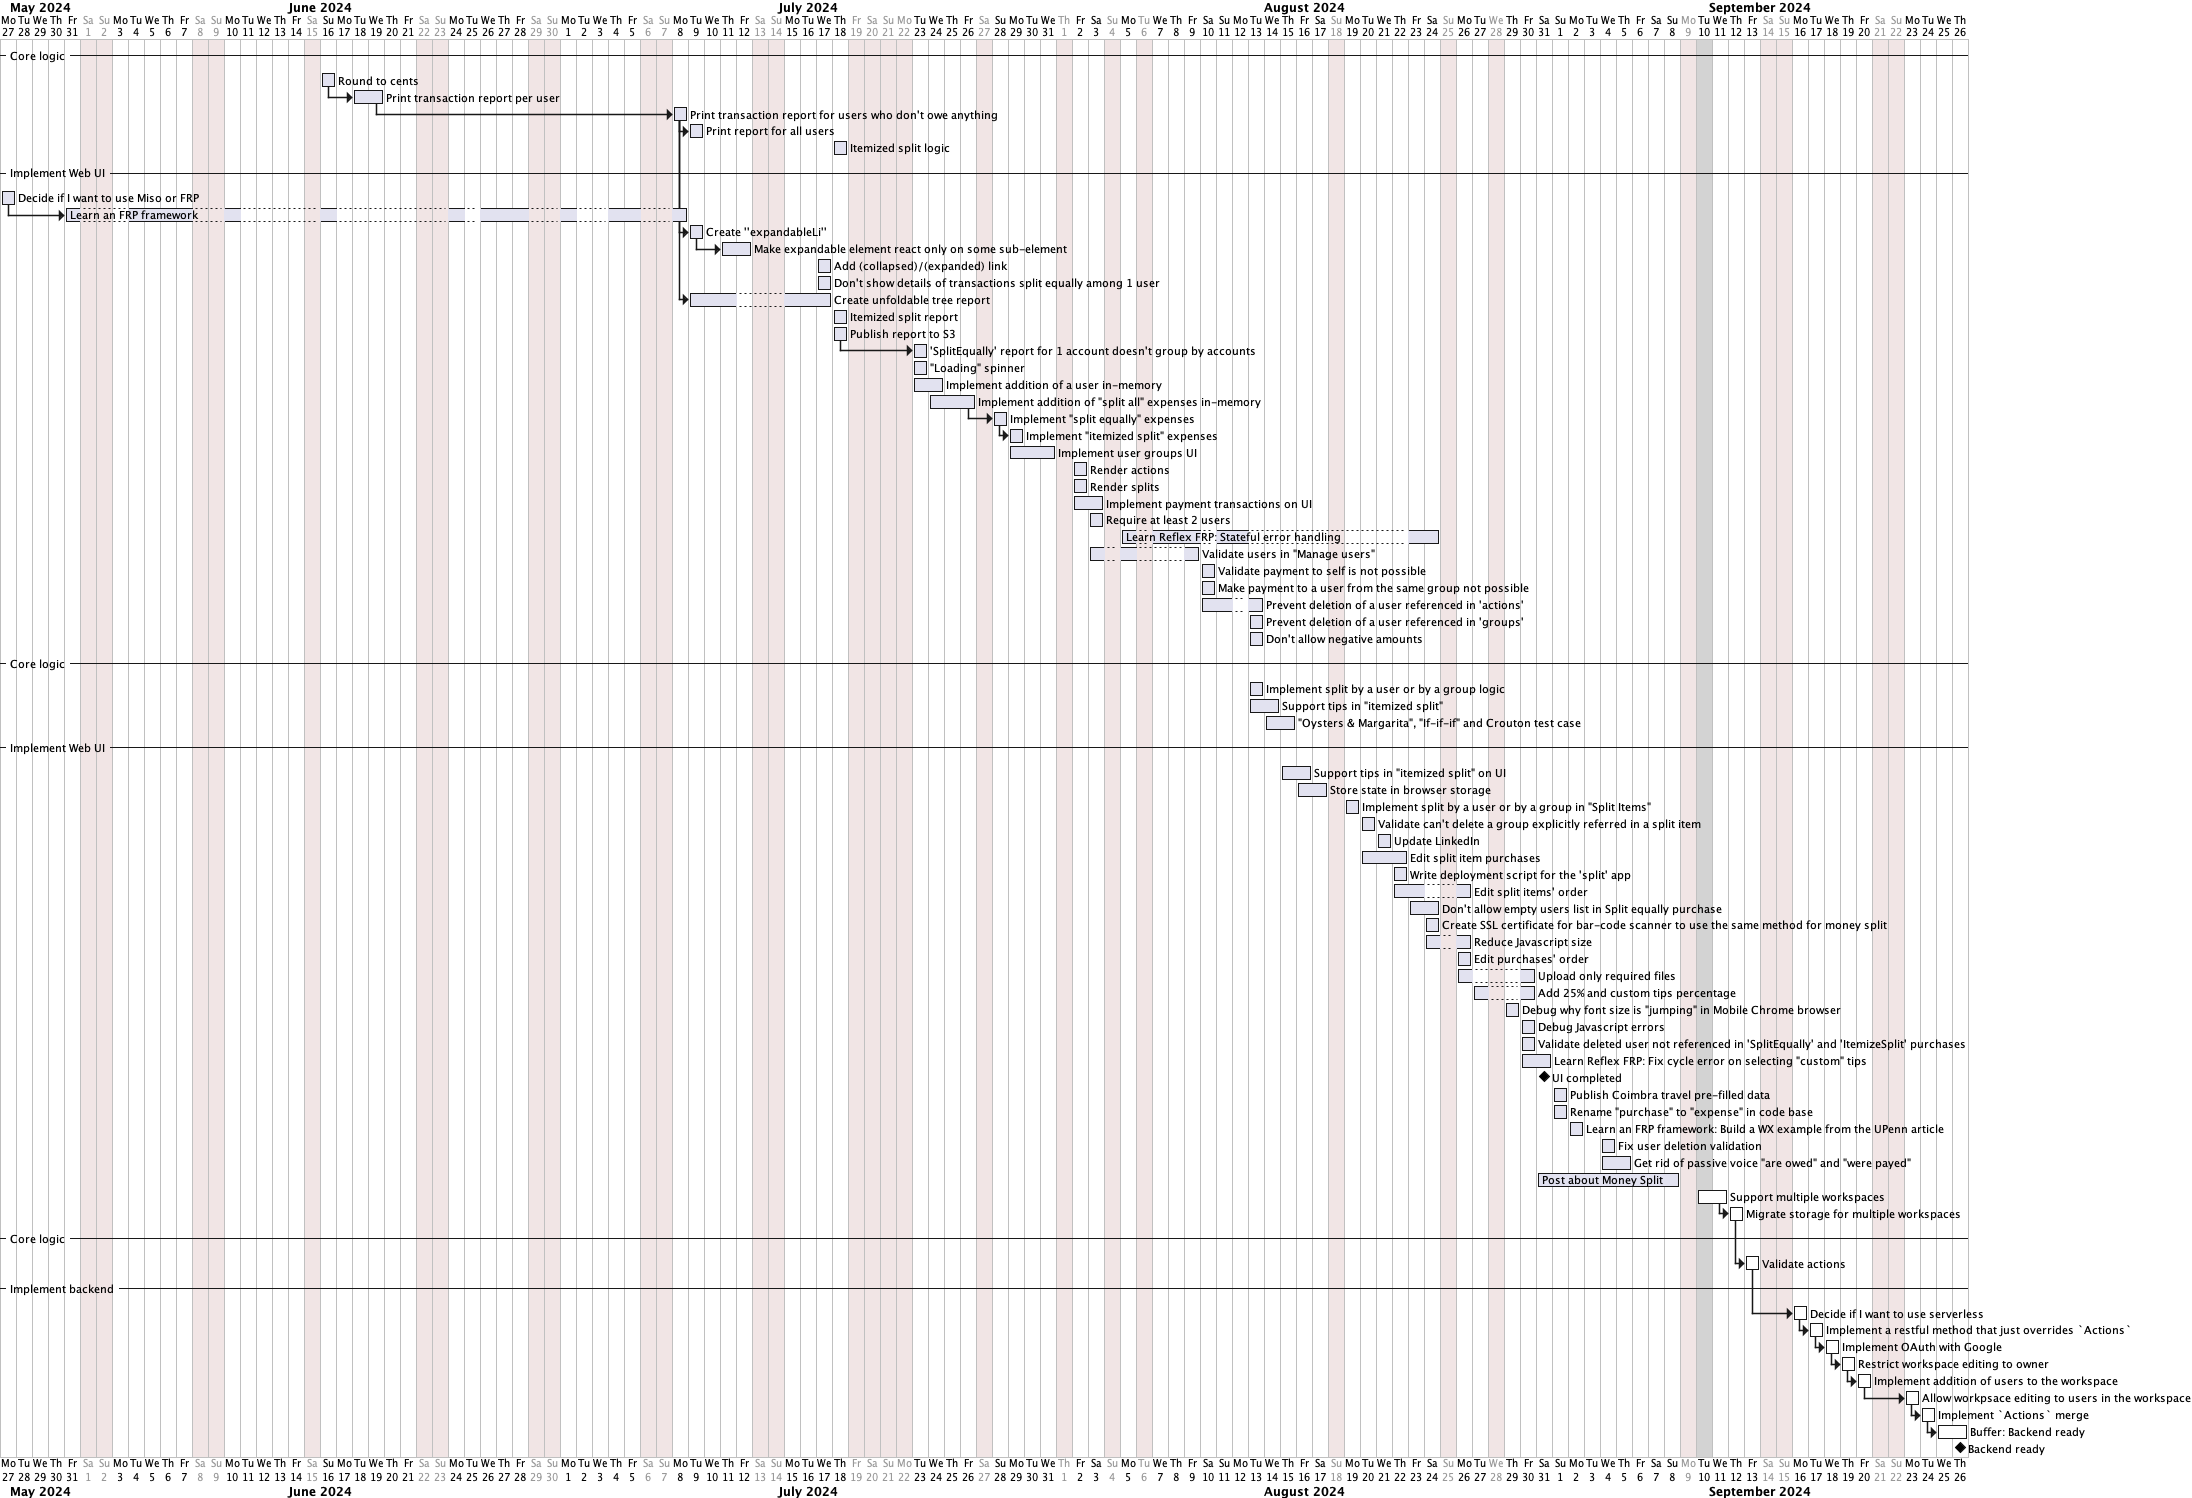 May 2024 June 2024 July 2024 August 2024 September 2024
Mo Tu We Th Fr Sa Su Mo Tu We Th Fr Sa Su Mo Tu We Th Fr Sa Su Mo Tu We Th Fr Sa Su Mo Tu We Th Fr Sa Su Mo Tu We Th Fr Sa Su Mo Tu We Th Fr Sa Su Mo Tu We Th Fr Sa Su Mo Tu We Th Fr Sa Su Mo Tu We Th Fr Sa Su Mo Tu We Th Fr Sa Su Mo Tu We Th Fr Sa Su Mo Tu We Th Fr Sa Su Mo Tu We Th Fr Sa Su Mo Tu We Th Fr Sa Su Mo Tu We Th Fr Sa Su Mo Tu We Th
27 28 29 30 31 1 2 3 4 5 6 7 8 9 10 11 12 13 14 15 16 17 18 19 20 21 22 23 24 25 26 27 28 29 30 1 2 3 4 5 6 7 8 9 10 11 12 13 14 15 16 17 18 19 20 21 22 23 24 25 26 27 28 29 30 31 1 2 3 4 5 6 7 8 9 10 11 12 13 14 15 16 17 18 19 20 21 22 23 24 25 26 27 28 29 30 31 1 2 3 4 5 6 7 8 9 10 11 12 13 14 15 16 17 18 19 20 21 22 23 24 25 26
Core logic
Round to cents
Print transaction report per user
Print transaction report for users who don't owe anything
Print report for all users
Itemized split logic
Implement Web UI
Decide if I want to use Miso or FRP
Learn an FRP framework
Create ''expandableLi''
Make expandable element react only on some sub-element
Add (collapsed)/(expanded) link
Don't show details of transactions split equally among 1 user
Create unfoldable tree report
Itemized split report
Publish report to S3
'SplitEqually' report for 1 account doesn't group by accounts
"Loading" spinner
Implement addition of a user in-memory
Implement addition of "split all" expenses in-memory
Implement "split equally" expenses
Implement "itemized split" expenses
Implement user groups UI
Render actions
Render splits
Implement payment transactions on UI
Require at least 2 users
Learn Reflex FRP: Stateful error handling
Validate users in "Manage users"
Validate payment to self is not possible
Make payment to a user from the same group not possible
Prevent deletion of a user referenced in 'actions'
Prevent deletion of a user referenced in 'groups'
Don't allow negative amounts
Core logic
Implement split by a user or by a group logic
Support tips in "itemized split"
"Oysters & Margarita", "If-if-if" and Crouton test case
Implement Web UI
Support tips in "itemized split" on UI
Store state in browser storage
Implement split by a user or by a group in "Split Items"
Validate can't delete a group explicitly referred in a split item
Update LinkedIn
Edit split item purchases
Write deployment script for the 'split' app
Edit split items' order
Don't allow empty users list in Split equally purchase
Create SSL certificate for bar-code scanner to use the same method for money split
Reduce Javascript size
Edit purchases' order
Upload only required files
Add 25% and custom tips percentage
Debug why font size is "jumping" in Mobile Chrome browser
Debug Javascript errors
Validate deleted user not referenced in 'SplitEqually' and 'ItemizeSplit' purchases
Learn Reflex FRP: Fix cycle error on selecting "custom" tips
UI completed
Publish Coimbra travel pre-filled data
Rename "purchase" to "expense" in code base
Learn an FRP framework: Build a WX example from the UPenn article
Fix user deletion validation
Get rid of passive voice "are owed" and "were payed"
Post about Money Split
Support multiple workspaces
Migrate storage for multiple workspaces
Core logic
Validate actions
Implement backend
Decide if I want to use serverless
Implement a restful method that just overrides `Actions`
Implement OAuth with Google
Restrict workspace editing to owner
Implement addition of users to the workspace
Allow workpsace editing to users in the workspace
Implement `Actions` merge
Buffer: Backend ready
Backend ready
Mo Tu We Th Fr Sa Su Mo Tu We Th Fr Sa Su Mo Tu We Th Fr Sa Su Mo Tu We Th Fr Sa Su Mo Tu We Th Fr Sa Su Mo Tu We Th Fr Sa Su Mo Tu We Th Fr Sa Su Mo Tu We Th Fr Sa Su Mo Tu We Th Fr Sa Su Mo Tu We Th Fr Sa Su Mo Tu We Th Fr Sa Su Mo Tu We Th Fr Sa Su Mo Tu We Th Fr Sa Su Mo Tu We Th Fr Sa Su Mo Tu We Th Fr Sa Su Mo Tu We Th Fr Sa Su Mo Tu We Th
27 28 29 30 31 1 2 3 4 5 6 7 8 9 10 11 12 13 14 15 16 17 18 19 20 21 22 23 24 25 26 27 28 29 30 1 2 3 4 5 6 7 8 9 10 11 12 13 14 15 16 17 18 19 20 21 22 23 24 25 26 27 28 29 30 31 1 2 3 4 5 6 7 8 9 10 11 12 13 14 15 16 17 18 19 20 21 22 23 24 25 26 27 28 29 30 31 1 2 3 4 5 6 7 8 9 10 11 12 13 14 15 16 17 18 19 20 21 22 23 24 25 26
May 2024 June 2024 July 2024 August 2024 September 2024